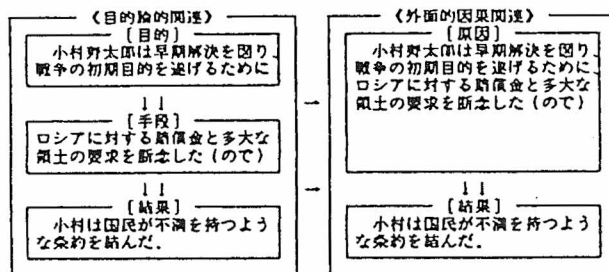 《目的論的関連》
[目的]
小村寿太郎は早期解決を図り、
戦争の初期目的を遂げるために
↓↓
[手段]
ロシアに対する賠償金と多大な
領土の要求を断念した(ので)
↓↓
[結果]
小村は国民が不満を持つよう
な条約を結んだ。
→
→
《外面的因果関連》
[原因]
小村寿太郎は早期解決を図り、
戦争の初期目的を遂げるために
ロシアに対する賠償金と多大な
領土の要求を断念した(ので)
↓↓
[結果]
小村は国民が不満を持つよう
な条約を結んだ。